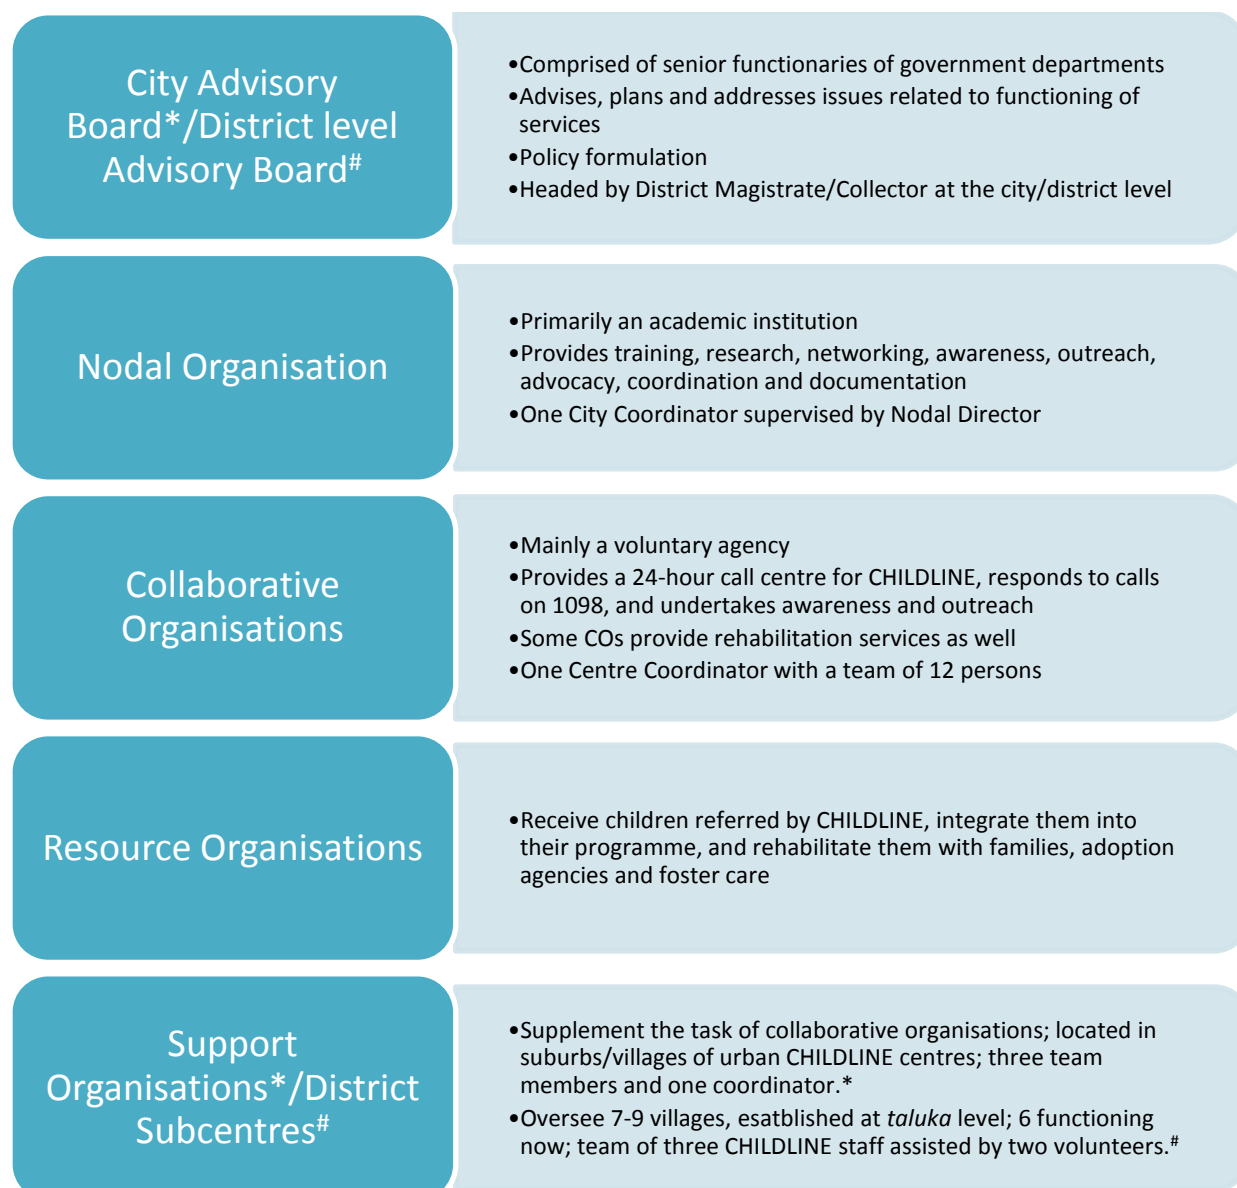 City Advisory
Board*/District level
Advisory Board#
•Comprised of senior functionaries of government departments
•Advises, plans and addresses issues related to functioning of
services
•Policy formulation
•Headed by District Magistrate/Collector at the city/district level
Nodal Organisation
•Primarily an academic institution
•Provides training, research, networking, awareness, outreach,
advocacy, coordination and documentation
•One City Coordinator supervised by Nodal Director
Collaborative
Organisations
•Mainly a voluntary agency
•Provides a 24-hour call centre for CHILDLINE, responds to calls
on 1098, and undertakes awareness and outreach
•Some COs provide rehabilitation services as well
•One Centre Coordinator with a team of 12 persons
Resource Organisations
•Receive children referred by CHILDLINE, integrate them into
their programme, and rehabilitate them with families, adoption
agencies and foster care
Support
Organisations*/District
Subcentres#
•Supplement the task of collaborative organisations; located in
suburbs/villages of urban CHILDLINE centres; three team
members and one coordinator.*
•Oversee 7-9 villages, esatblished at taluka level; 6 functioning
now; team of three CHILDLINE staff assisted by two volunteers.#